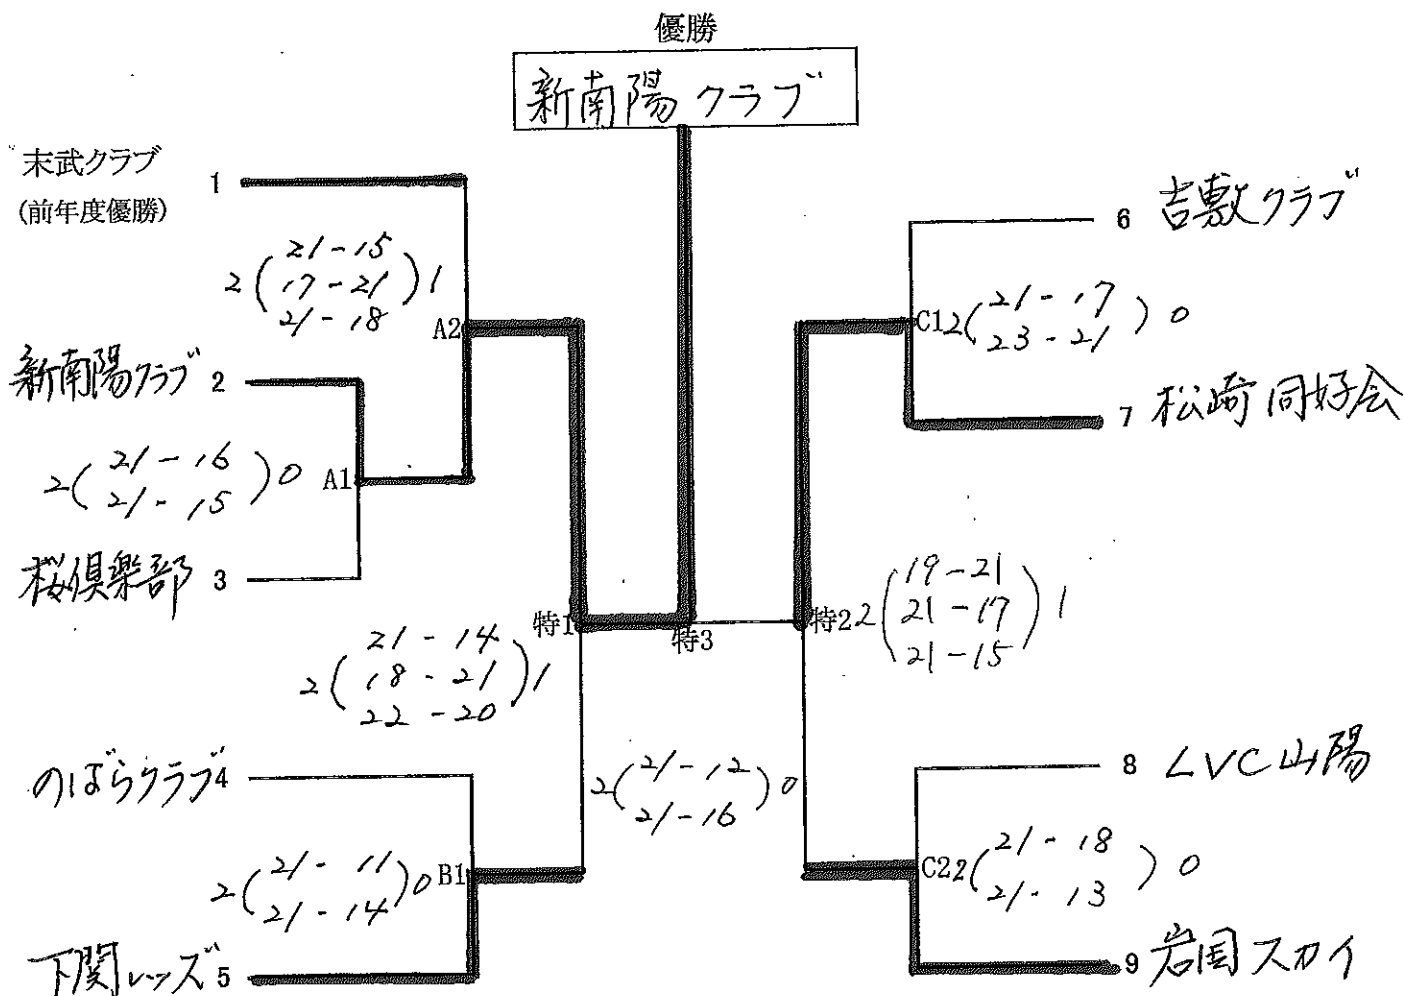 優勝
新南陽クラブ
末武クラブ
(前年度優勝)
1
2 ( 21-15
17-21
21-18 ) 1
A2
新南陽クラブ 2
2 ( 21-16
21-15 ) 0
A1
桜倶楽部 3
特1
2 ( 21-14
18-21
22-20 ) 1
のばらクラブ 4
2 ( 21-11
21-14 ) 0
B1
下関レッズ 5
特3
2 ( 21-12
21-16 ) 0
6 吉敷クラブ
C1
2 ( 21-17
23-21 ) 0
7 松崎同好会
特2
2 ( 19-21
21-17
21-15 ) 1
8 LVC山陽
C2
2 ( 21-18
21-13 ) 0
9 岩国スカイ